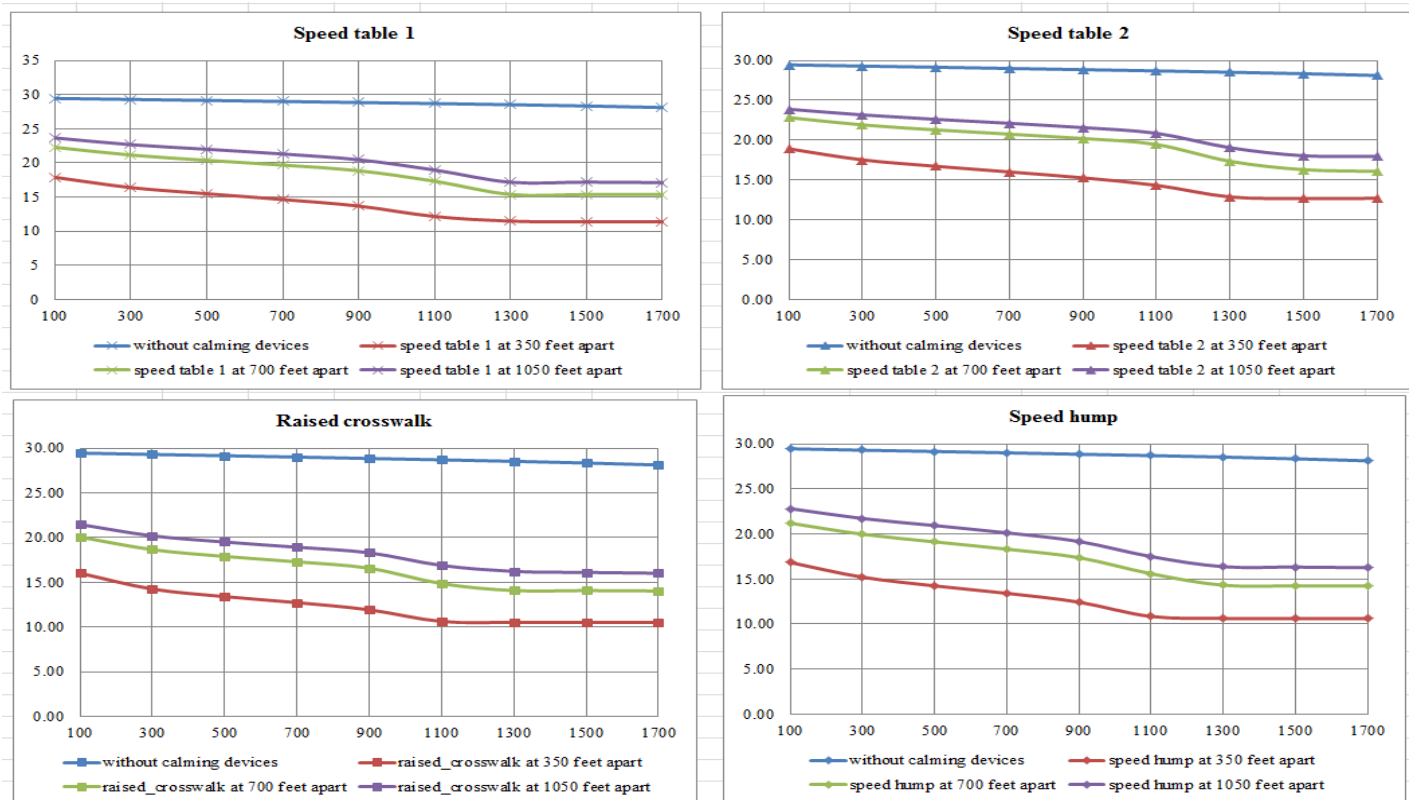 Speed table 1
35
30
25
20
15
10
5
0
100 300 500 700 900 1100 1300 1500 1700
without calming devices speed table 1 at 350 feet apart
speed table 1 at 700 feet apart speed table 1 at 1050 feet apart
Speed table 2
30.00
25.00
20.00
15.00
10.00
5.00
0.00
100 300 500 700 900 1100 1300 1500 1700
without calming devices speed table 2 at 350 feet apart
speed table 2 at 700 feet apart speed table 2 at 1050 feet apart
Raised crosswalk
30.00
25.00
20.00
15.00
10.00
5.00
0.00
100 300 500 700 900 1100 1300 1500 1700
without calming devices raised_crosswalk at 350 feet apart
raised_crosswalk at 700 feet apart raised_crosswalk at 1050 feet apart
Speed hump
30.00
25.00
20.00
15.00
10.00
5.00
0.00
100 300 500 700 900 1100 1300 1500 1700
without calming devices speed hump at 350 feet apart
speed hump at 700 feet apart speed hump at 1050 feet apart